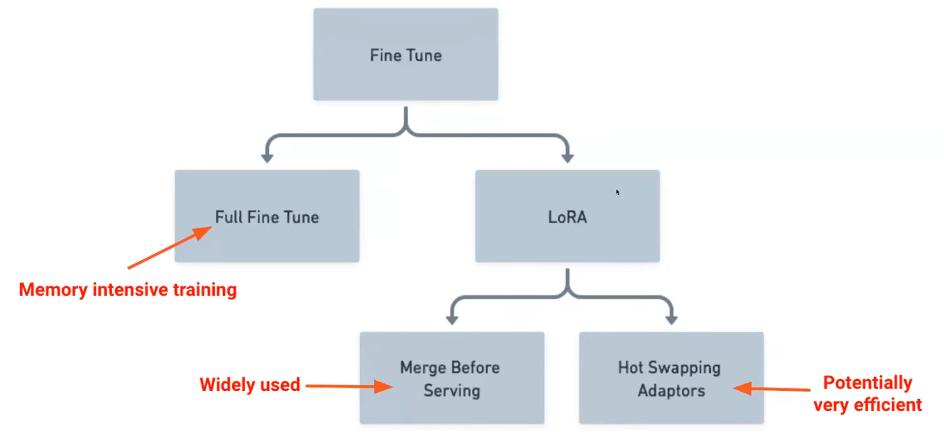 Fine Tune
Full Fine Tune
LoRA
Memory intensive training
Merge Before
Serving
Hot Swapping
Adaptors
Widely used
Potentially
very efficient